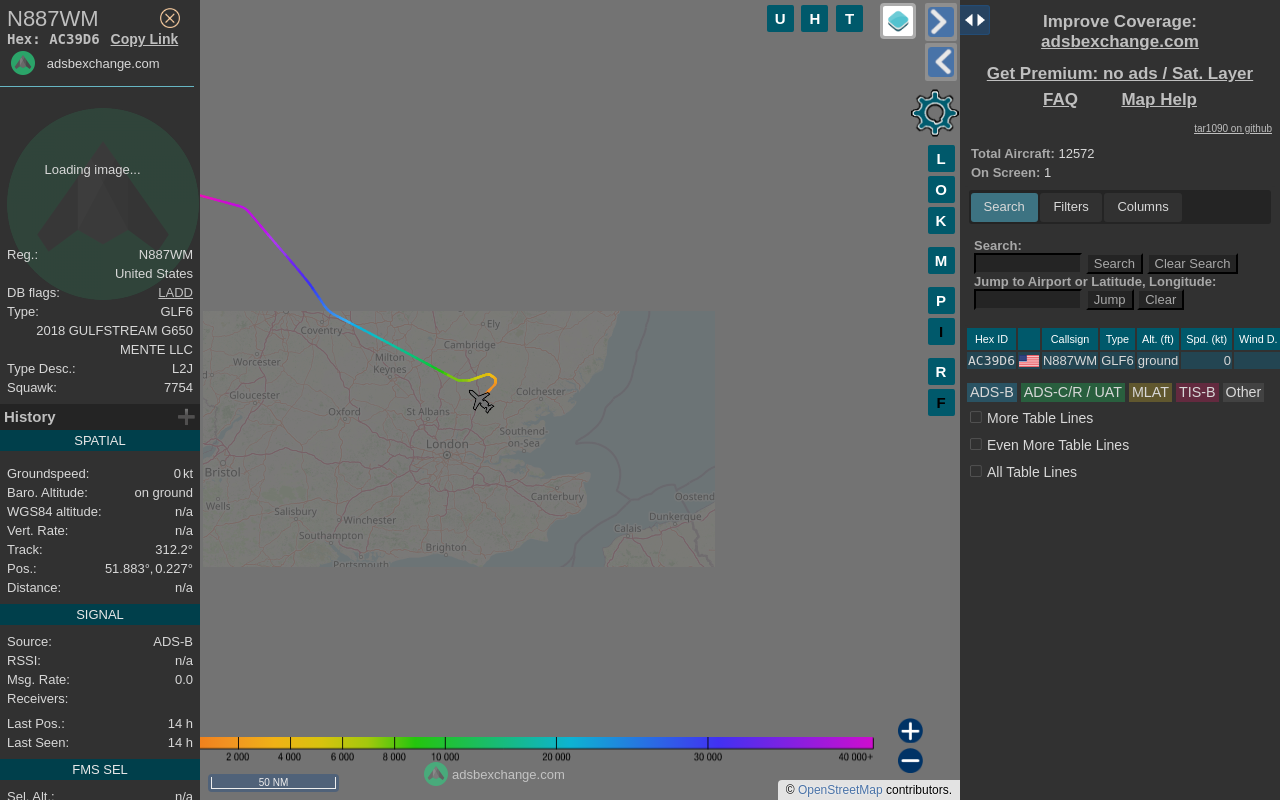 N887WM
Hex: AC39D6 Copy Link
adsbexchange.com
Loading image...
Reg.: N887WM
United States
DB flags: LADD
Type: GLF6
2018 GULFSTREAM G650
MENTE LLC
Type Desc.: L2J
Squawk: 7754
History
SPATIAL
Groundspeed: 0 kt
Baro. Altitude: on ground
WGS84 altitude: n/a
Vert. Rate: n/a
Track: 312.2°
Pos.: 51.883°, 0.227°
Distance: n/a
SIGNAL
Source: ADS-B
RSSI: n/a
Msg. Rate: 0.0
Receivers:
Last Pos.: 14 h
Last Seen: 14 h
FMS SEL
Sel. Alt.: n/a
U H T
L
O
K
M
P
I
R
F
Coventry
Ely
Cambridge
Worcester
Milton
Keynes
Gloucester
Colchester
Oxford
St Albans
Southend
-on-Sea
London
Bristol
Canterbury
Wells
Salisbury
Winchester
Oostend
Dunkerque
Calais
Southampton
Brighton
Portsmouth
2 000 4 000 6 000 8 000 10 000 20 000 30 000 40 000+
adsbexchange.com
50 NM
© OpenStreetMap contributors.
Improve Coverage:
adsbexchange.com
Get Premium: no ads / Sat. Layer
FAQ Map Help
tar1090 on github
Total Aircraft: 12572
On Screen: 1
Search Filters Columns
Search:
Search Clear Search
Jump to Airport or Latitude, Longitude:
Jump Clear
Hex ID Callsign Type Alt. (ft) Spd. (kt) Wind D.
AC39D6 N887WM GLF6 ground 0
ADS-B ADS-C/R / UAT MLAT TIS-B Other
More Table Lines
Even More Table Lines
All Table Lines